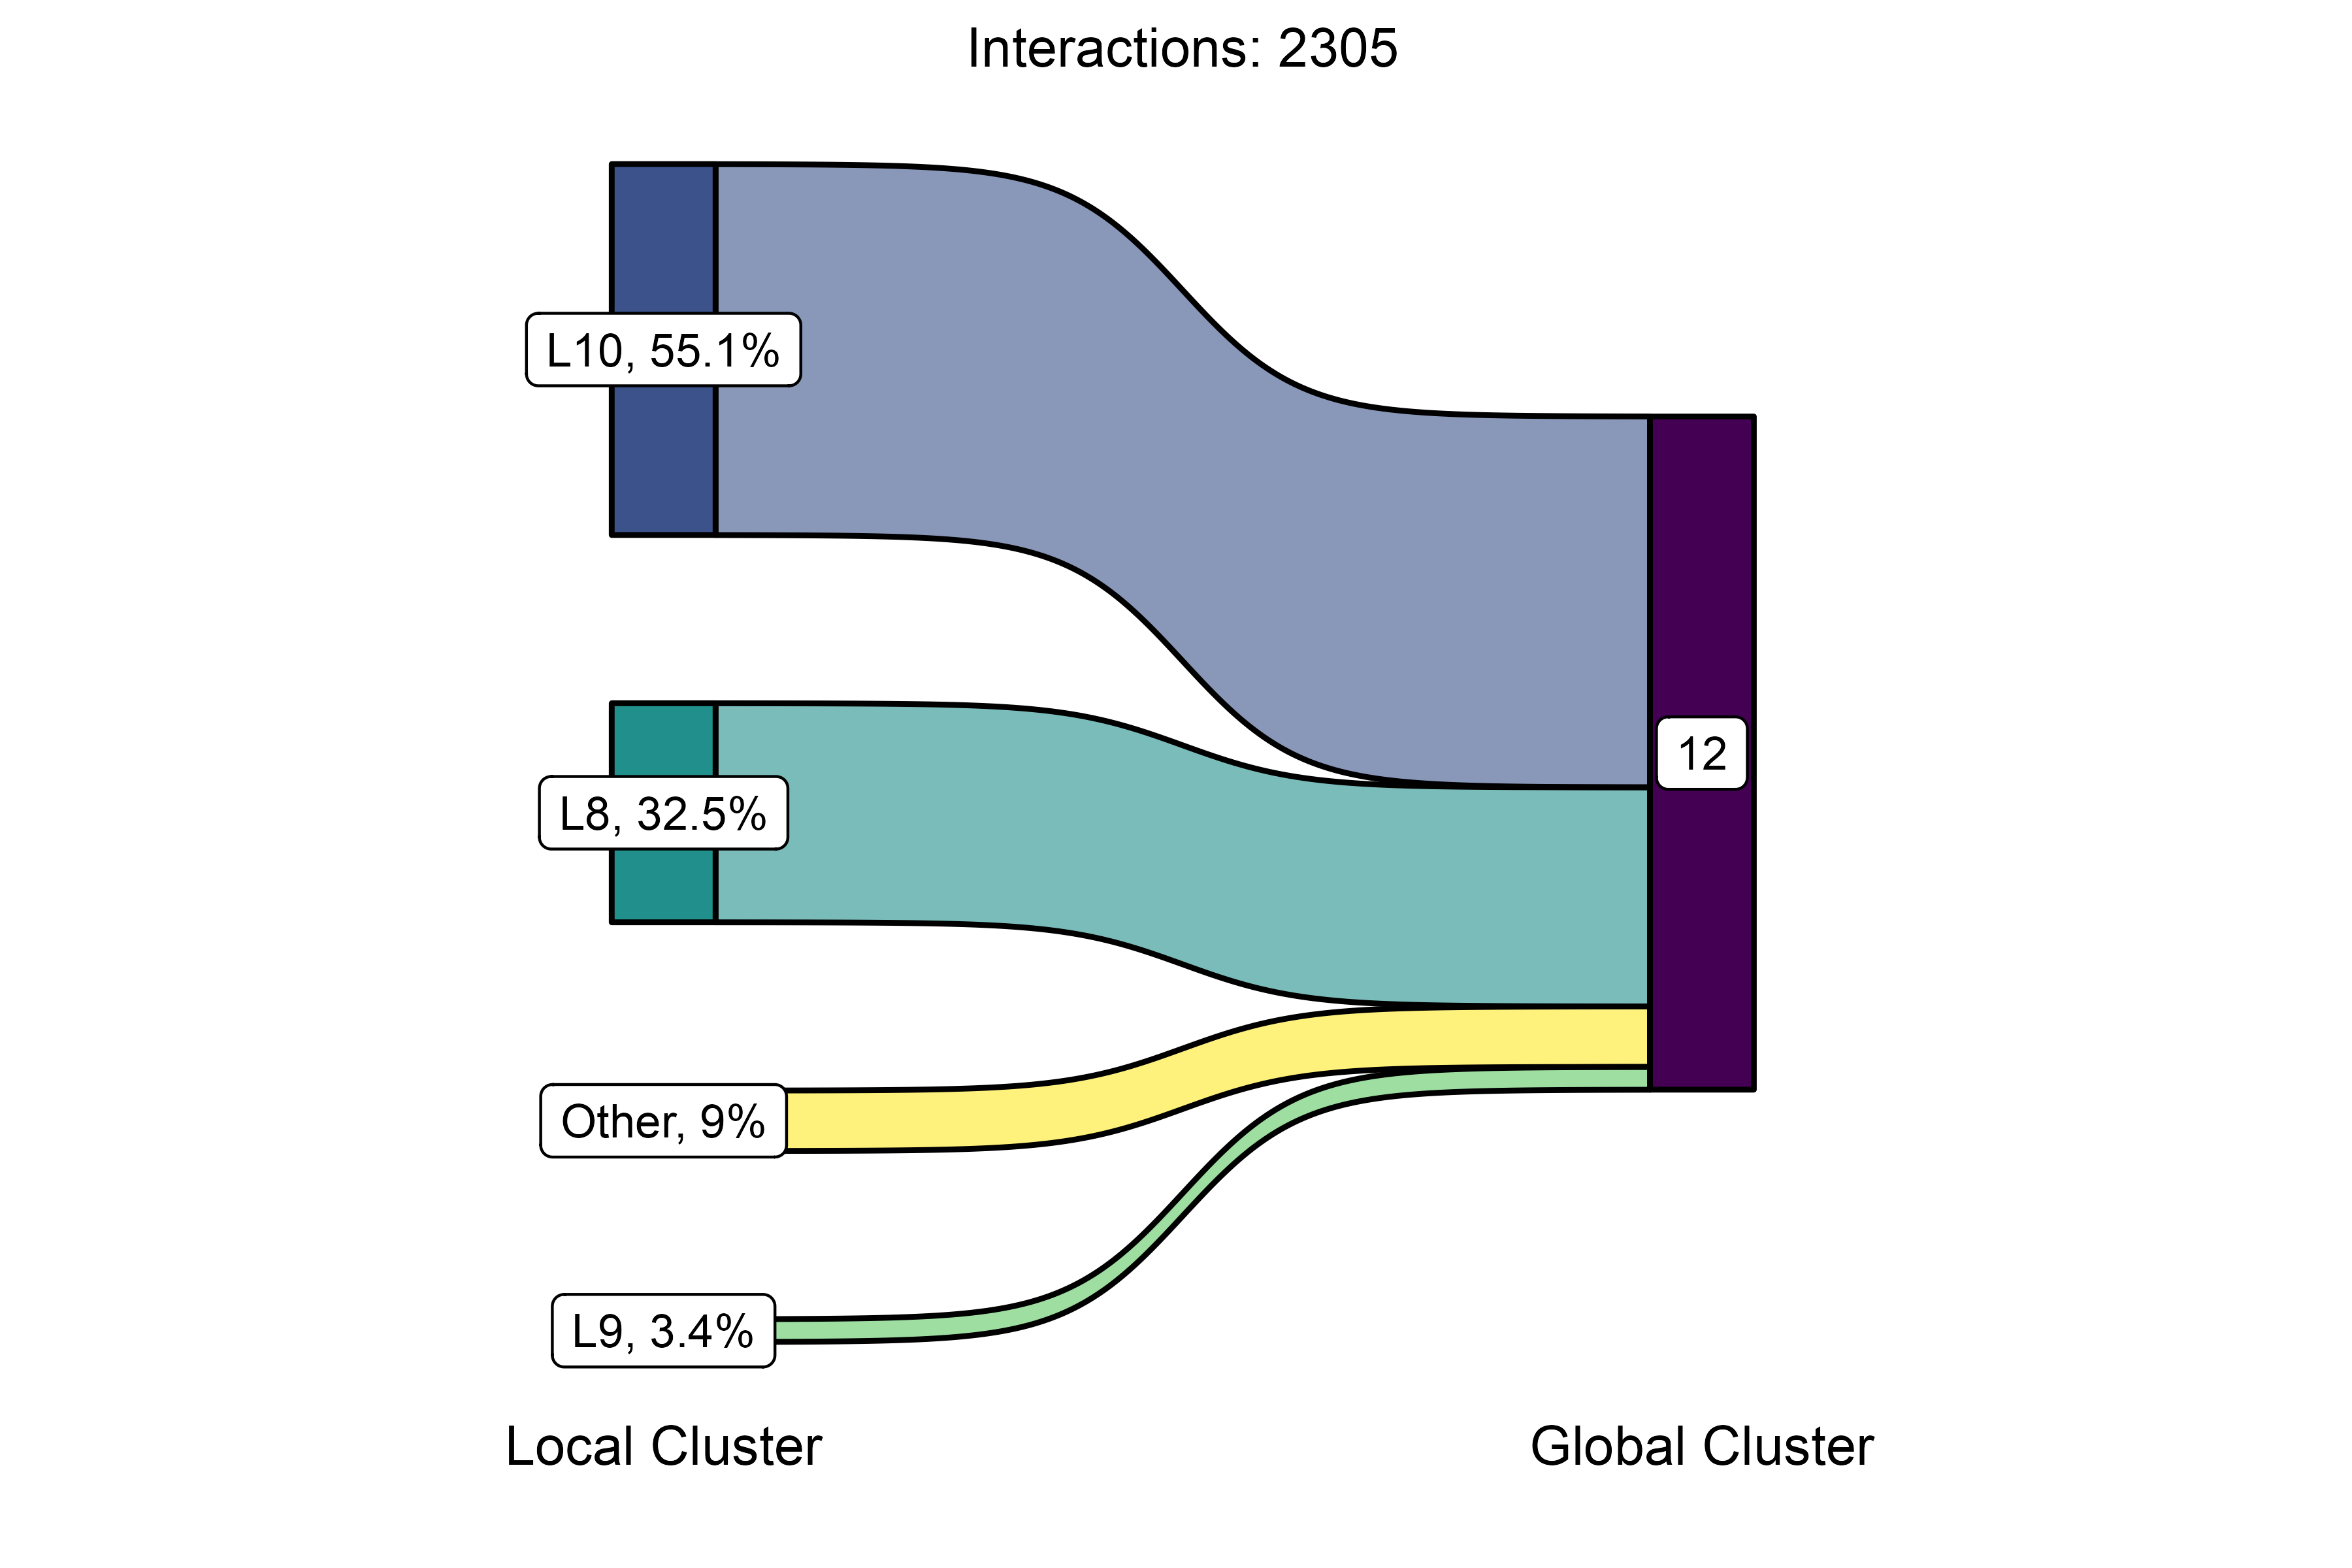 Interactions: 2305
L10, 55.1%
12
L8, 32.5%
Other, 9%
L9, 3.4%
Local Cluster
Global Cluster